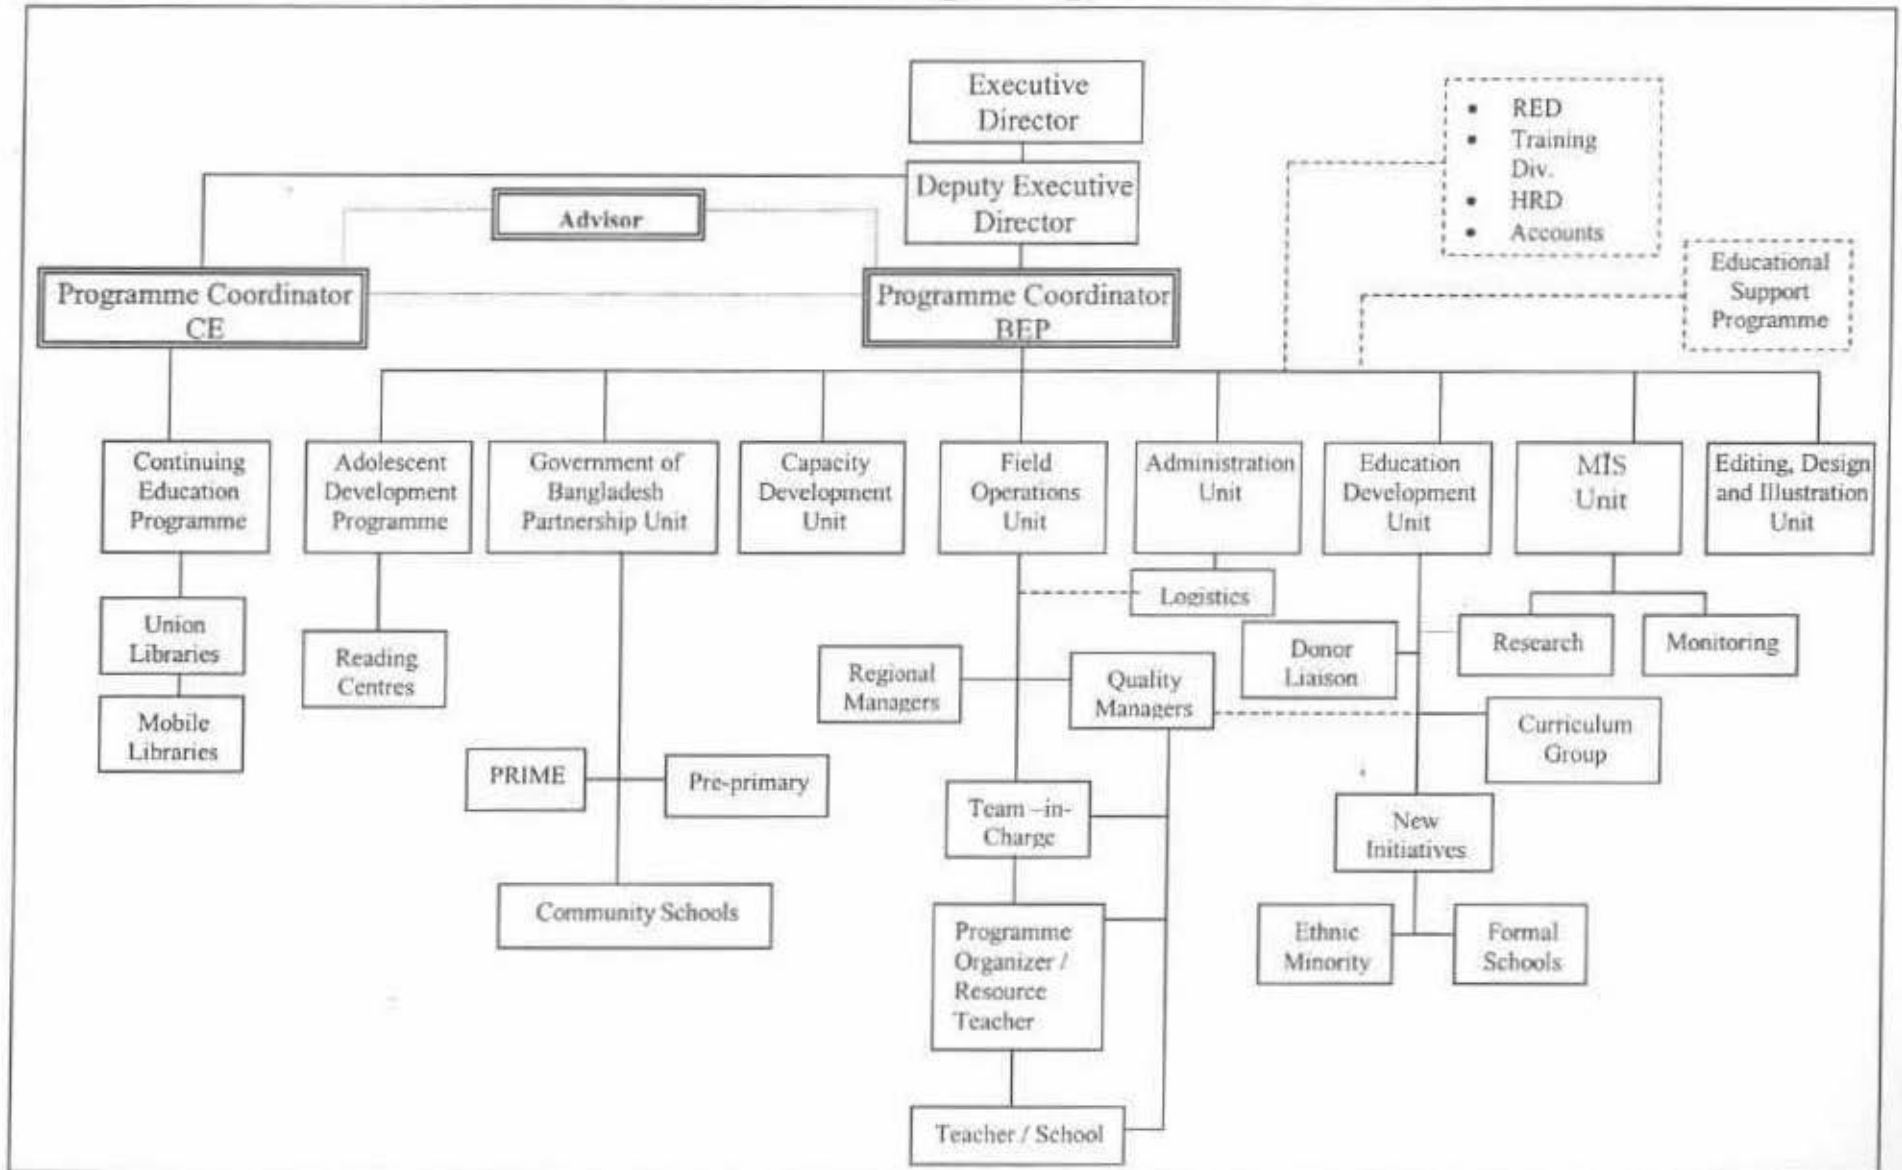 Executive
Director
Deputy Executive
Director
Advisor
Programme Coordinator
CE
Programme Coordinator
BEP
• RED
• Training
Div.
• HRD
• Accounts
Educational
Support
Programme
Continuing
Education
Programme
Adolescent
Development
Programme
Government of
Bangladesh
Partnership Unit
Capacity
Development
Unit
Field
Operations
Unit
Administration
Unit
Education
Development
Unit
MIS
Unit
Editing, Design
and Illustration
Unit
Union
Libraries
Mobile
Libraries
Reading
Centres
PRIME
Pre-primary
Community Schools
Logistics
Regional
Managers
Quality
Managers
Team –in-
Charge
Programme
Organizer /
Resource
Teacher
Teacher / School
Donor
Liaison
Research
Monitoring
Curriculum
Group
New
Initiatives
Ethnic
Minority
Formal
Schools